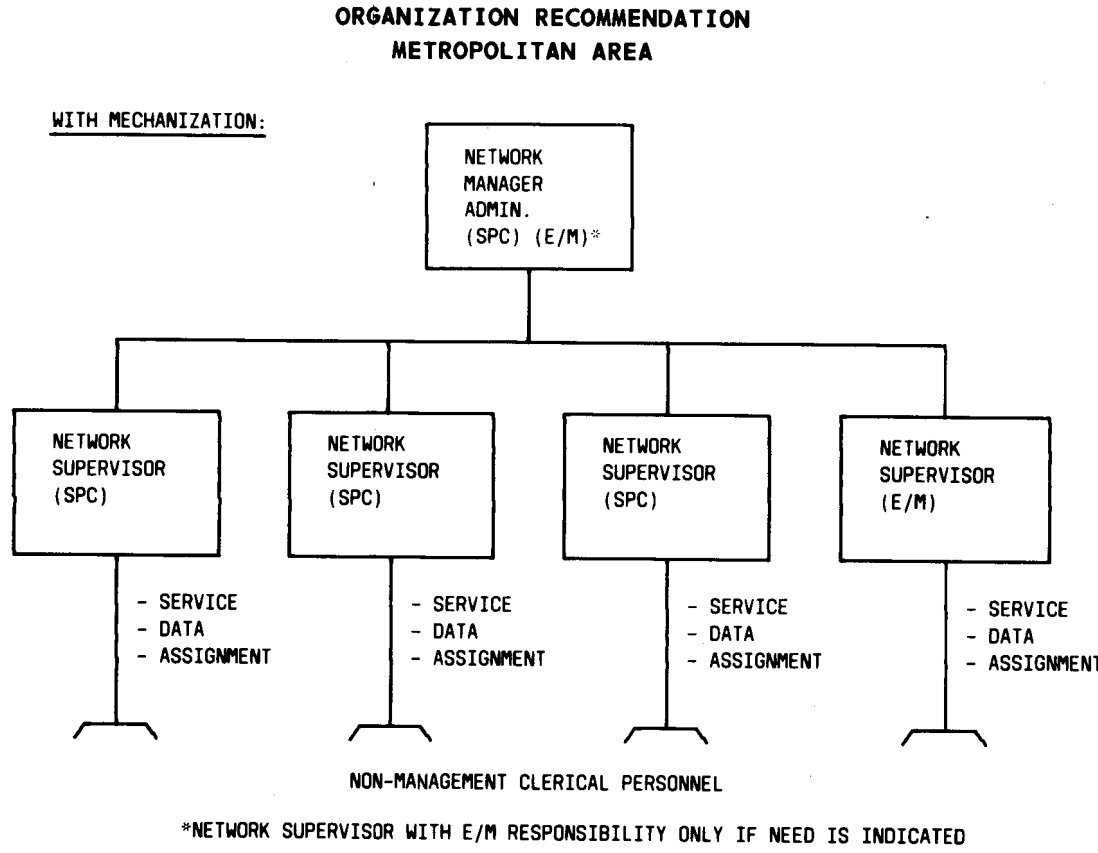 ORGANIZATION RECOMMENDATION
METROPOLITAN AREA
WITH MECHANIZATION:
NETWORK
MANAGER
ADMIN.
(SPC) (E/M)*
NETWORK
SUPERVISOR
(SPC)
NETWORK
SUPERVISOR
(SPC)
NETWORK
SUPERVISOR
(SPC)
NETWORK
SUPERVISOR
(E/M)
- SERVICE
- DATA
- ASSIGNMENT
- SERVICE
- DATA
- ASSIGNMENT
- SERVICE
- DATA
- ASSIGNMENT
- SERVICE
- DATA
- ASSIGNMENT
NON-MANAGEMENT CLERICAL PERSONNEL
*NETWORK SUPERVISOR WITH E/M RESPONSIBILITY ONLY IF NEED IS INDICATED